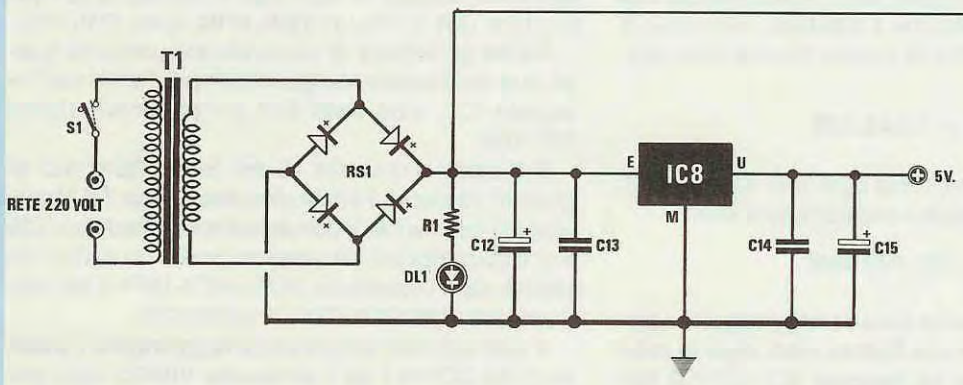 T1
S1
RETE 220 VOLT
RS1
R1
DL1
C12
+
C13
E
IC8
U
M
C14
+
C15
+ 5V.